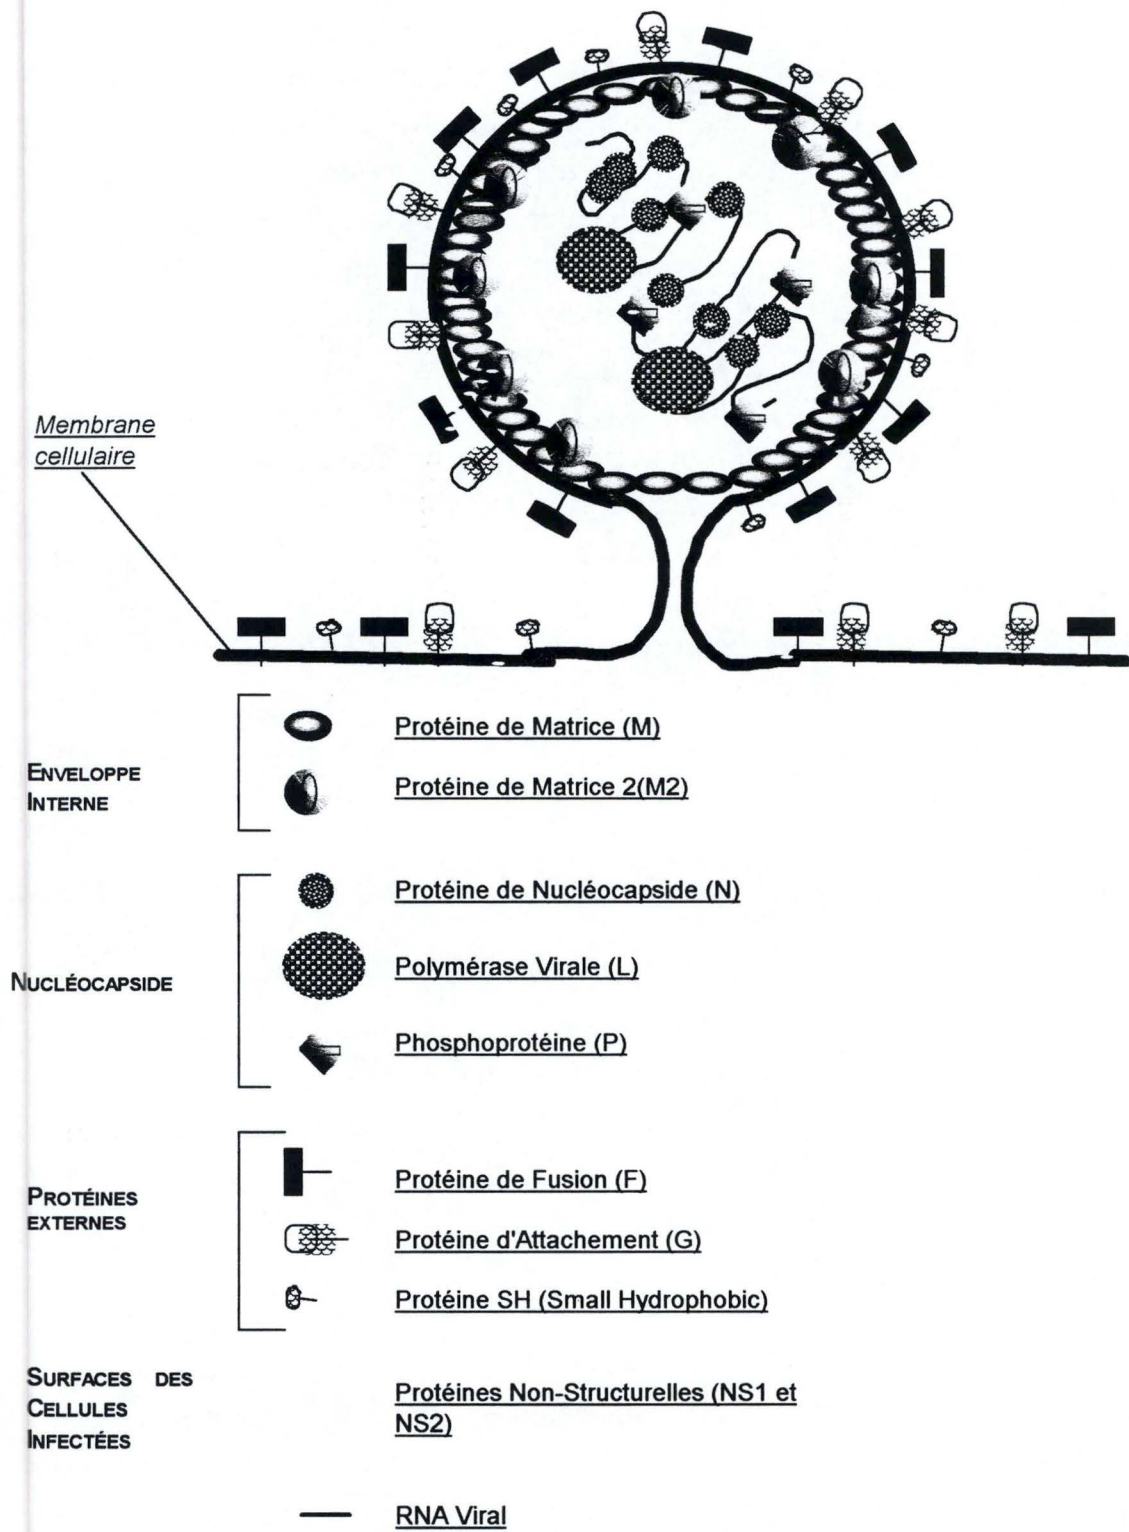 Membrane
cellulaire
ENVELOPPE
INTERNE
Protéine de Matrice (M)
Protéine de Matrice 2(M2)
NUCLÉOCAPSIDE
Protéine de Nucléocapside (N)
Polymérase Virale (L)
Phosphoprotéine (P)
PROTÉINES
EXTERNES
Protéine de Fusion (F)
Protéine d'Attachement (G)
Protéine SH (Small Hydrophobic)
SURFACES DES
CELLULES
INFECTÉES
Protéines Non-Structurelles (NS1 et
NS2)
RNA Viral